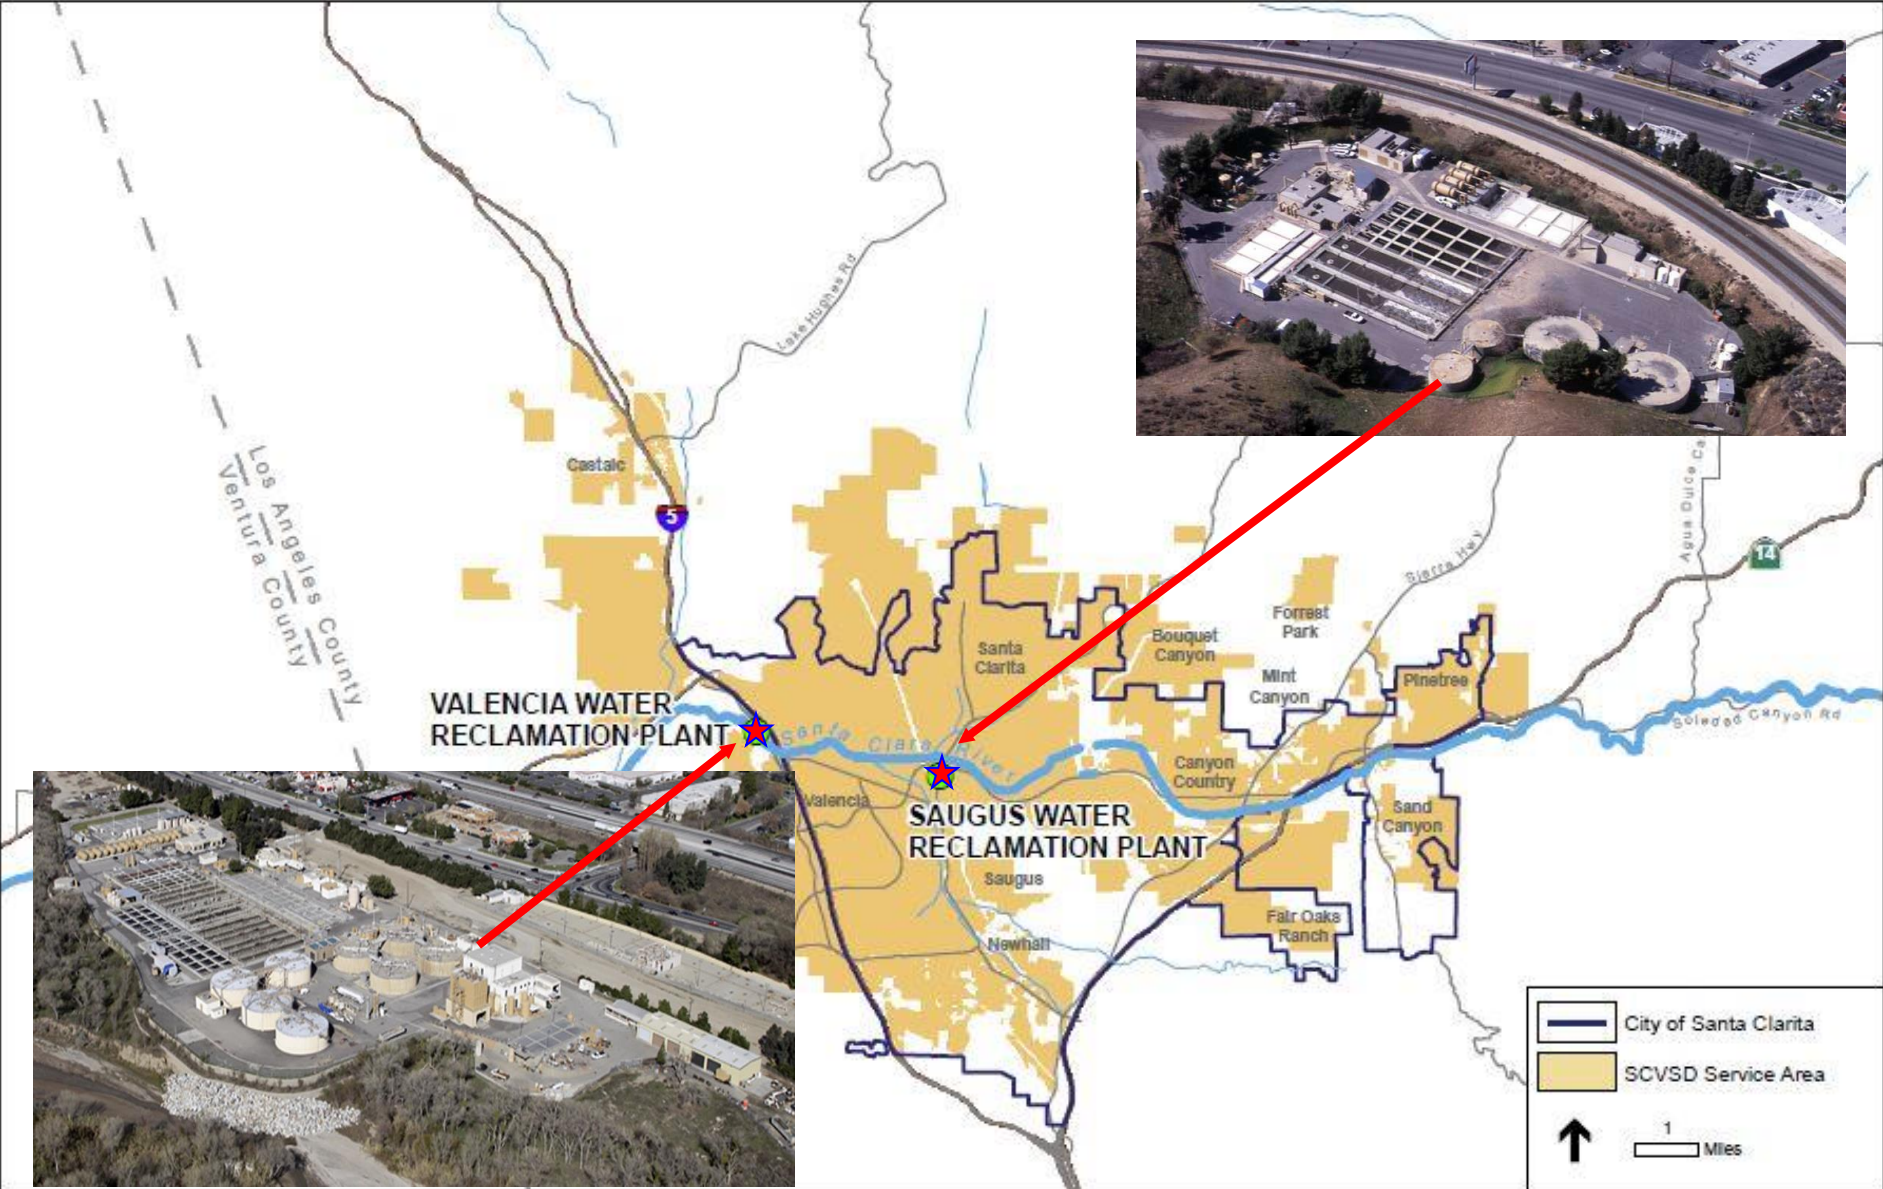 Lake Hughes Rd
Castaic
5
Los Angeles County
Ventura County
Agua Dulce Ca
14
Sierra Hwy
Forrest
Park
Bouquet
Canyon
Santa
Clarita
Mint
Canyon
Pinetree
VALENCIA WATER
RECLAMATION PLANT
Soledad Canyon Rd
Santa Clara River
Canyon
Country
Valencia
SAUGUS WATER
RECLAMATION PLANT
Sand
Canyon
Saugus
Fair Oaks
Ranch
Newhall
City of Santa Clarita
SCVSD Service Area
1
Miles